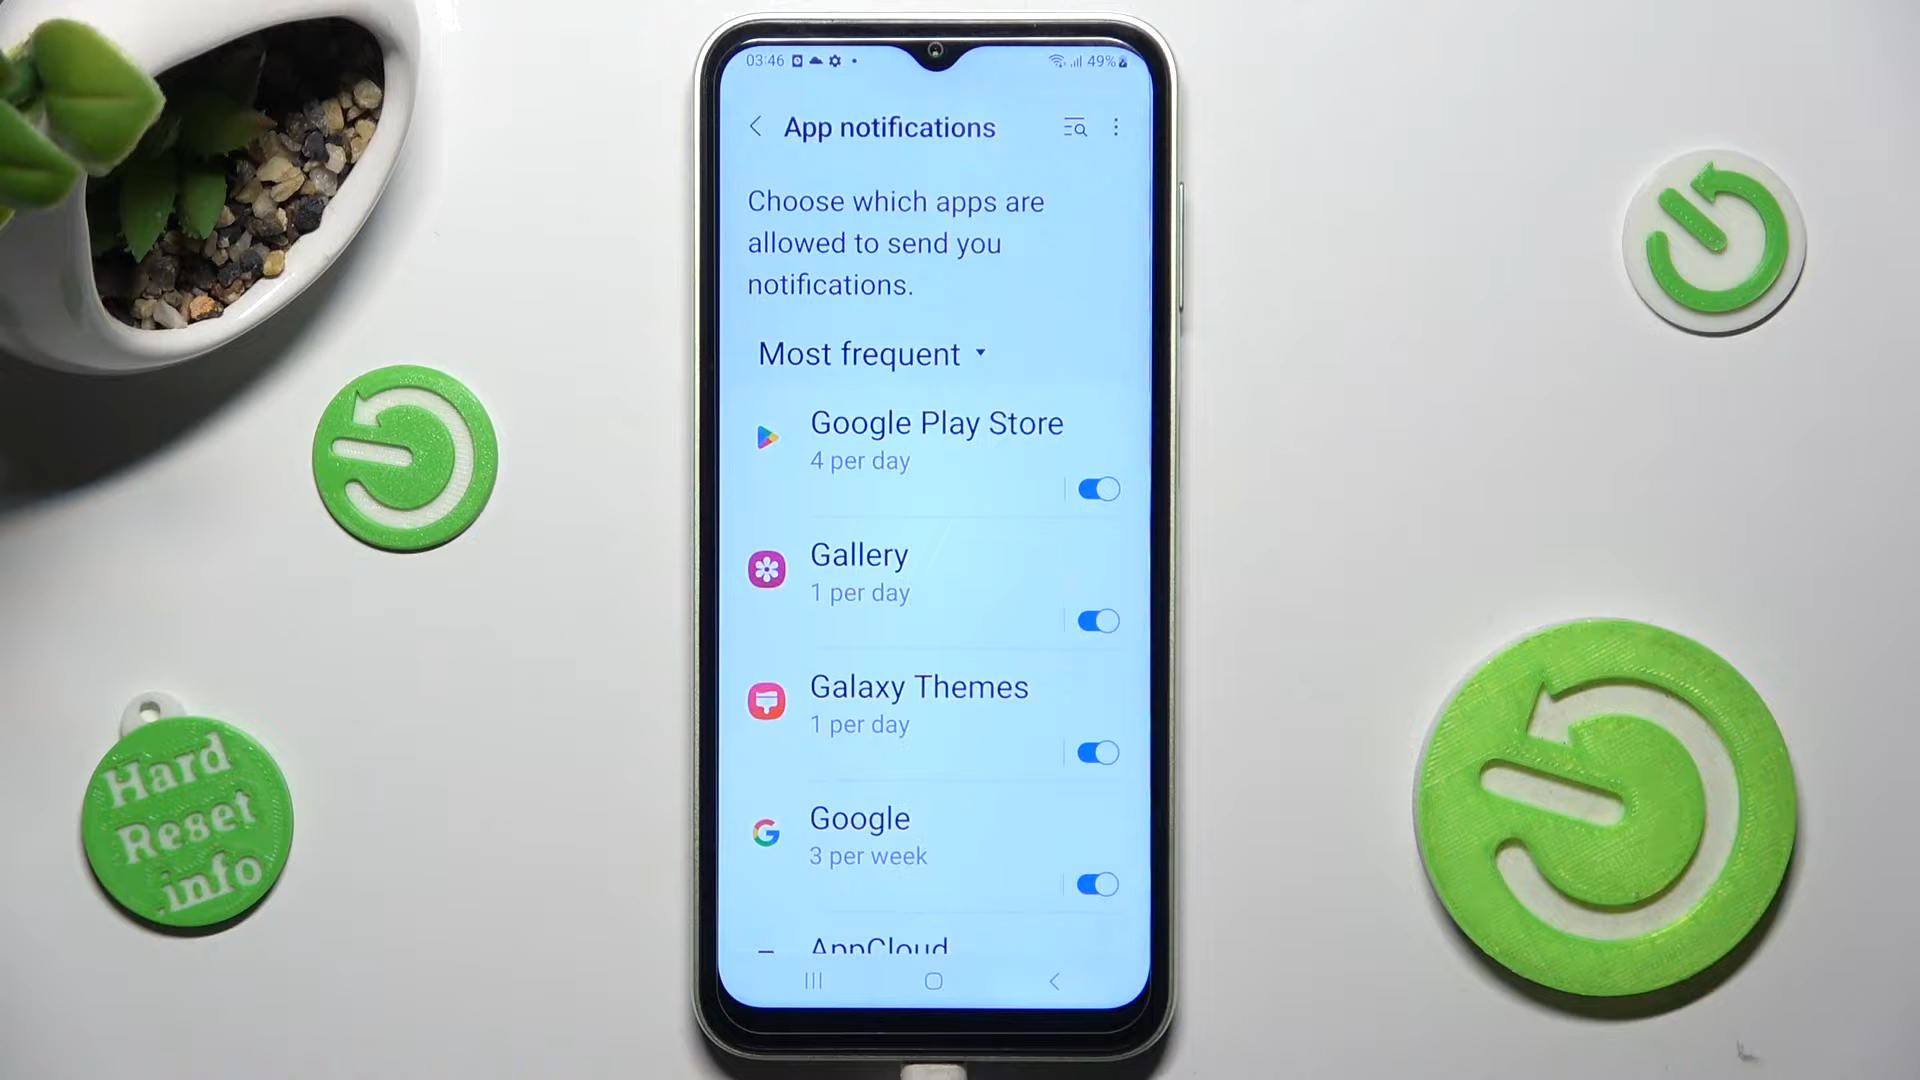 03:46
49%
App notifications
Choose which apps are
allowed to send you
notifications.
Most frequent
Google Play Store
4 per day
Gallery
1 per day
Galaxy Themes
1 per day
Google
3 per week
AppCloud
Hard
Reset
.info